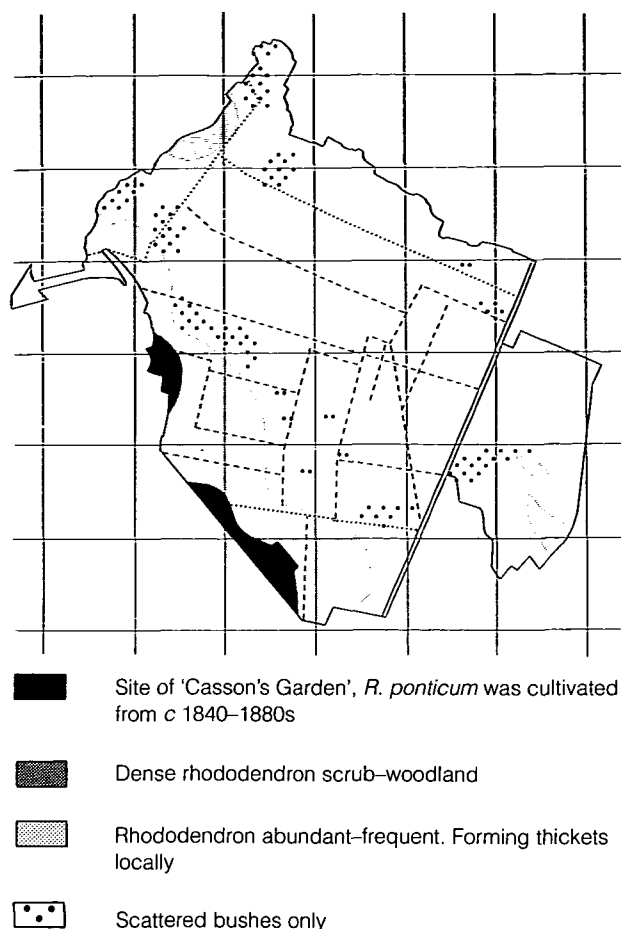 Site of ‘Casson’s Garden’, R. ponticum was cultivated
from c 1840–1880s
Dense rhododendron scrub–woodland
Rhododendron abundant–frequent. Forming thickets
locally
Scattered bushes only